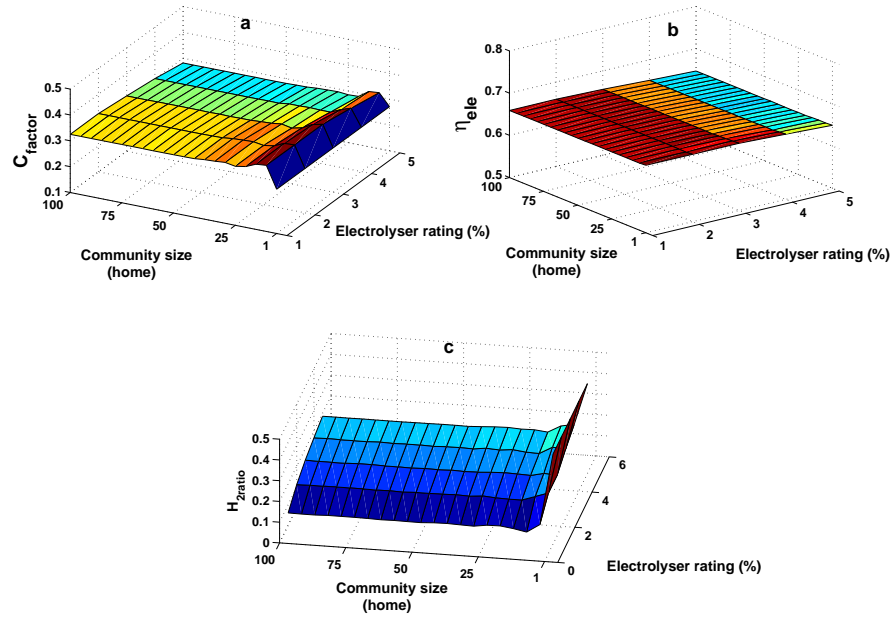 a
0.5
0.4
0.3
0.2
0.1
C_factor
100
75
50
25
1
Community size
(home)
1
2
3
4
5
Electrolyser rating (%)
b
0.8
0.7
0.6
0.5
η_ele
100
75
50
25
1
Community size
(home)
1
2
3
4
5
Electrolyser rating (%)
c
0.5
0.4
0.3
0.2
0.1
0
H_2ratio
100
75
50
25
1
Community size
(home)
0
2
4
6
Electrolyser rating (%)